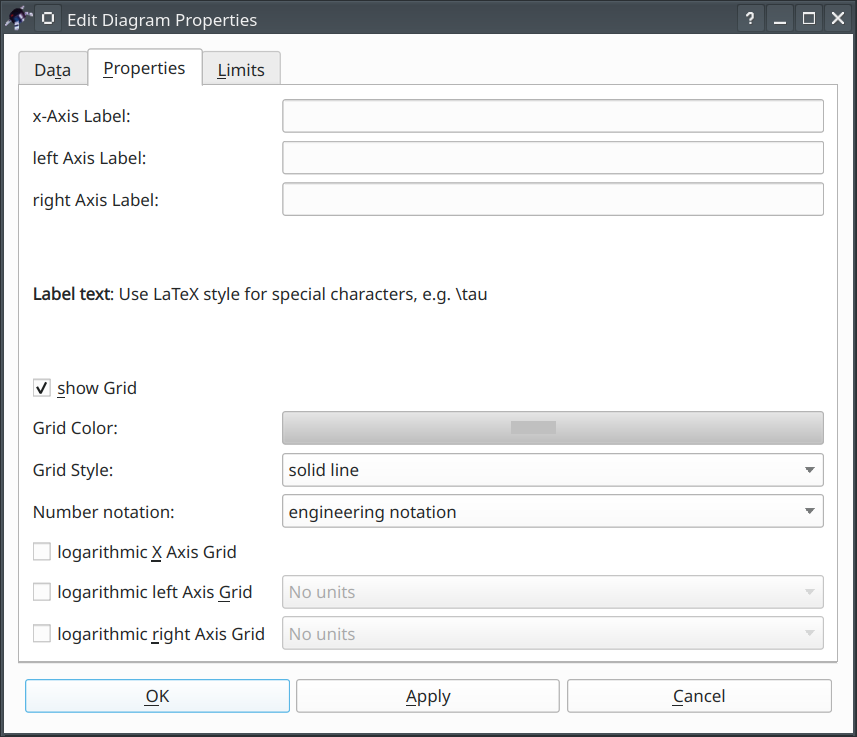 Edit Diagram Properties
?
Data Properties Limits
x-Axis Label:
left Axis Label:
right Axis Label:
Label text: Use LaTeX style for special characters, e.g. \tau
show Grid
Grid Color:
Grid Style: solid line
Number notation: engineering notation
logarithmic X Axis Grid
logarithmic left Axis Grid No units
logarithmic right Axis Grid No units
OK Apply Cancel